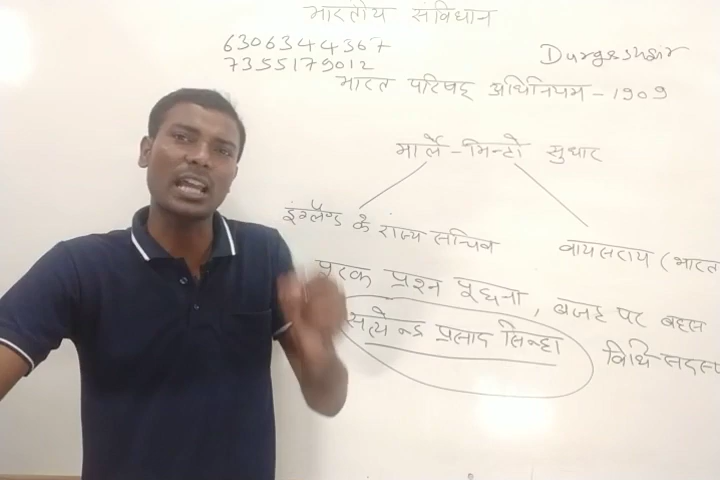 भारतीय संविधान
6306344367
7355179012
भारत परिषद् अधिनियम - 1909
मार्ले - मिन्टो सुधार
इंग्लैण्ड के राज्य सचिव
वायसराय (भारत
पूरक प्रश्न पूछना, बजट पर बहस
सत्येन्द्र प्रसाद सिन्हा
विधि सदस्य